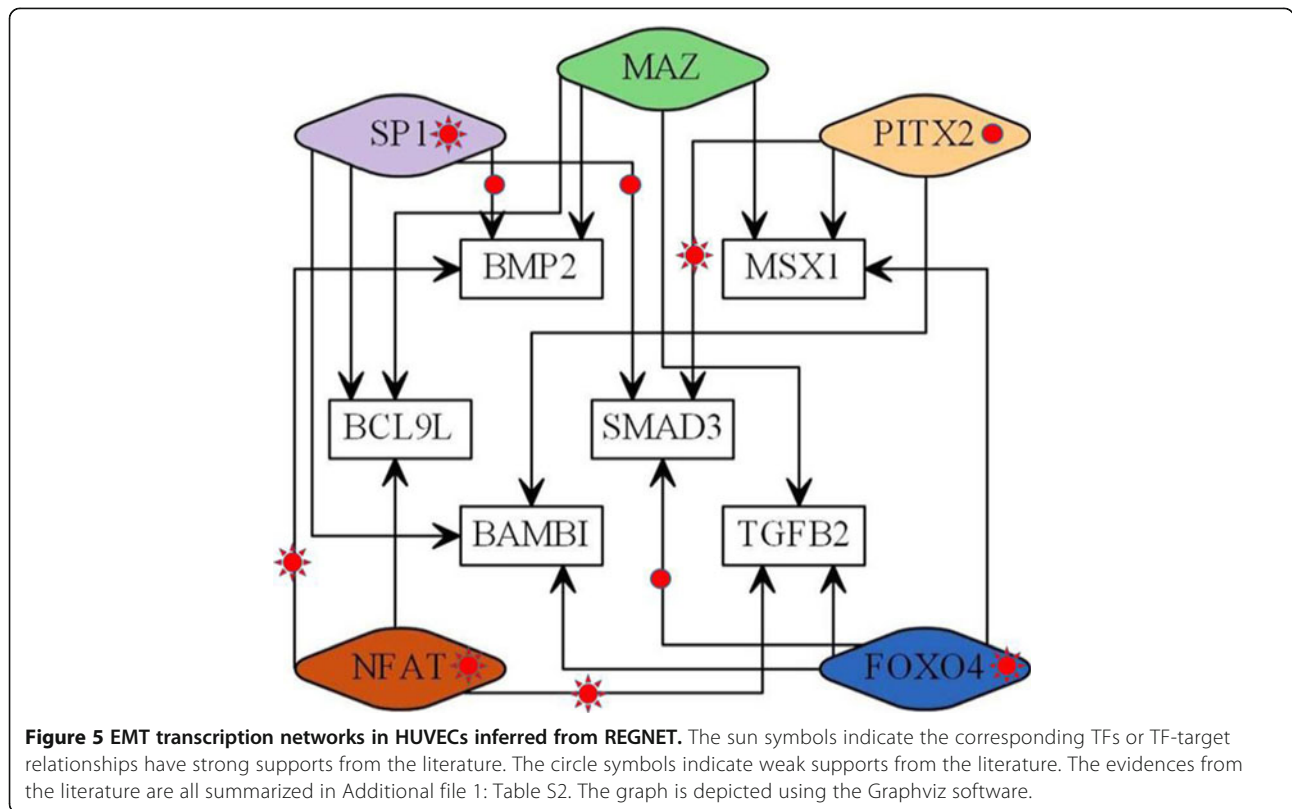 MAZ
SP1
PITX2
BMP2
MSX1
BCL9L
SMAD3
BAMBI
TGFB2
NFAT
FOXO4
Figure 5 EMT transcription networks in HUVECs inferred from REGNET. The sun symbols indicate the corresponding TFs or TF-target
relationships have strong supports from the literature. The circle symbols indicate weak supports from the literature. The evidences from
the literature are all summarized in Additional file 1: Table S2. The graph is depicted using the Graphviz software.